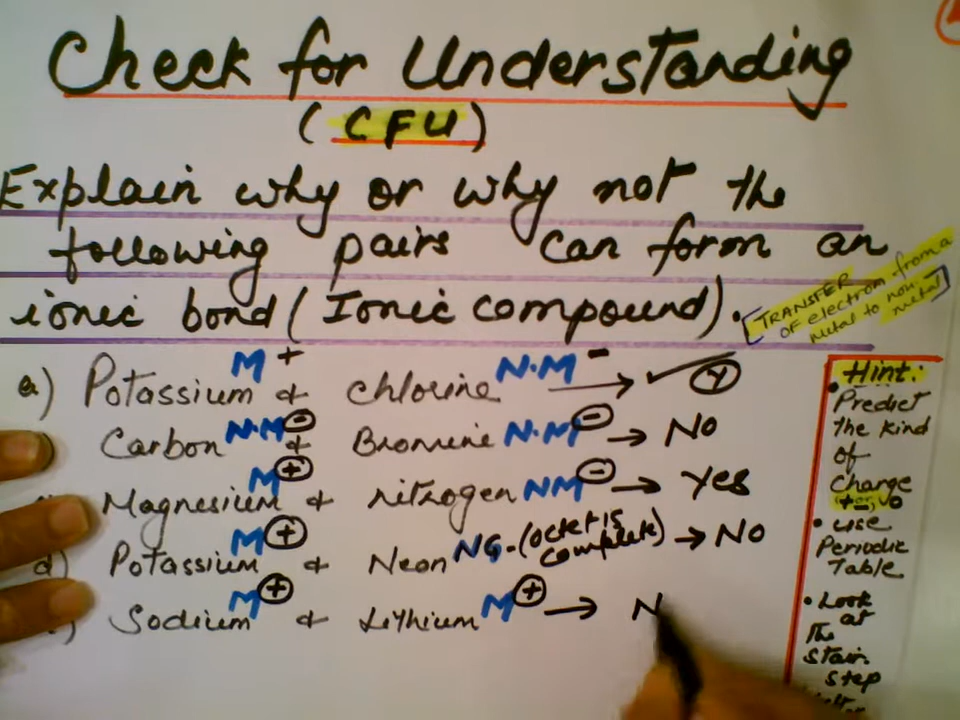 Check for Understanding
(CFU)
Explain why or why not the
following pairs can form an
ionic bond (Ionic compound).
[TRANSFER
OF electron from a
metal to non-
metal]
a) Potassium M+ & chlorine N.M - → ✓ Y
Carbon N.M - & Bromine N.M - → No
Magnesium M + & nitrogen NM - → Yes
d) Potassium M + & Neon NG - (octet is
complete) → No
) Sodium M + & Lithium M + → N
Hint:
• Predict
the kind
of
Charge
• use
Periodic
Table
• Look
at
The
stair
step